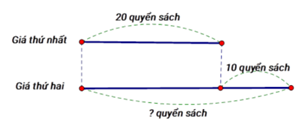 20 quyển sách
Giá thứ nhất
10 quyển sách
Giá thứ hai
? quyển sách